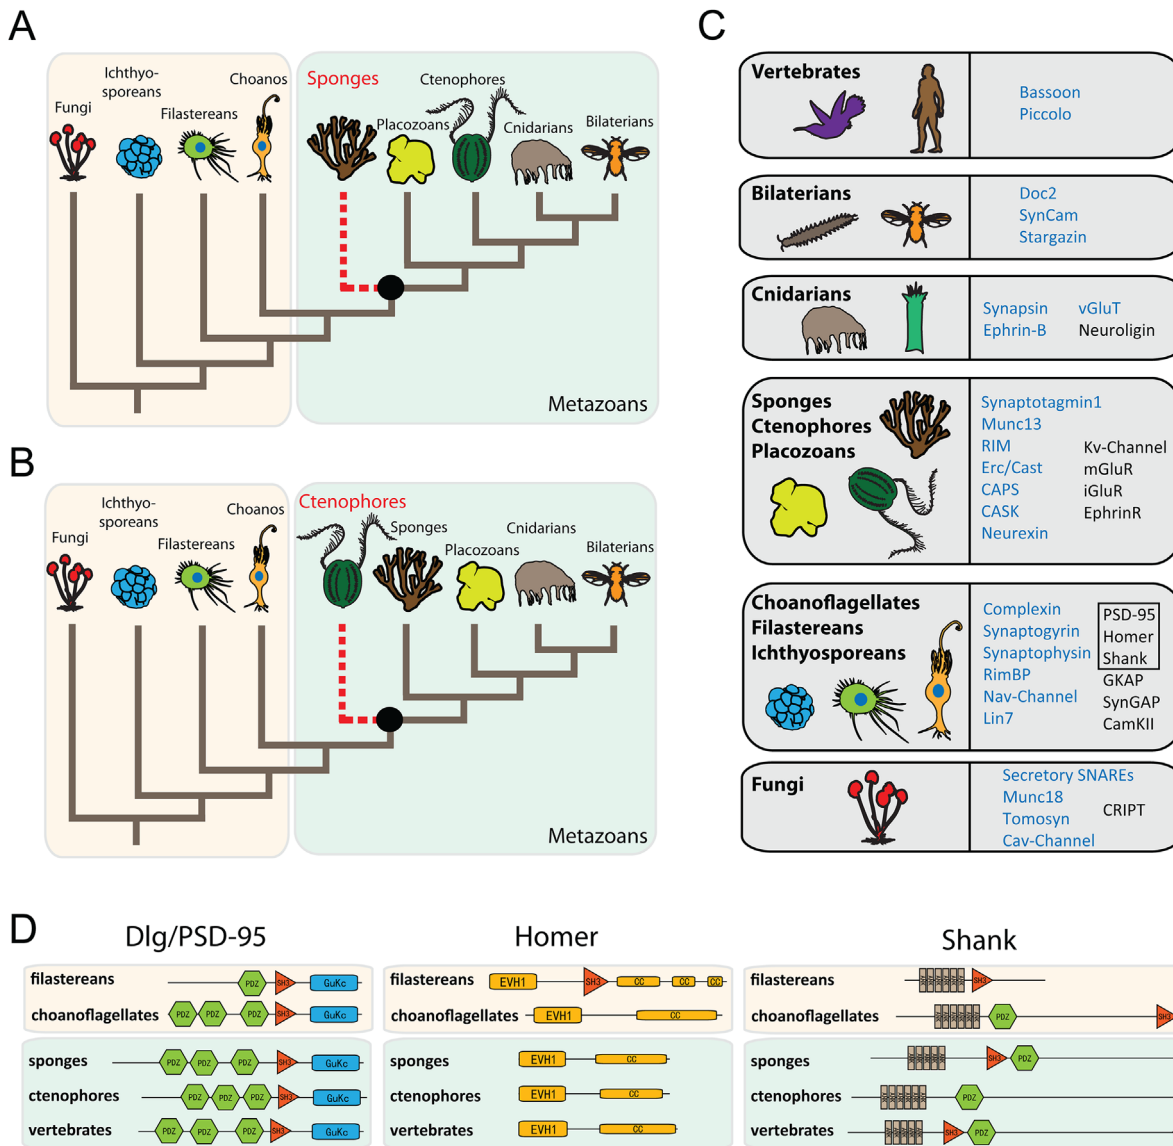 A
Fungi
Ichthyo-
sporeans
Filastereans
Choanos
Sponges
Placozoans
Ctenophores
Cnidarians
Bilaterians
Metazoans
B
Fungi
Ichthyo-
sporeans
Filastereans
Choanos
Ctenophores
Sponges
Placozoans
Cnidarians
Bilaterians
Metazoans
C
Vertebrates
Bassoon
Piccolo
Bilaterians
Doc2
SynCam
Stargazin
Cnidarians
Synapsin vGluT
Ephrin-B Neuroligin
Sponges
Ctenophores
Placozoans
Synaptotagmin1
Munc13
RIM Kv-Channel
Erc/Cast mGluR
CAPS iGluR
CASK EphrinR
Neurexin
Choanoflagellates
Filastereans
Ichthyosporeans
Complexin PSD-95
Synaptogyrin Homer
Synaptophysin Shank
RimBP GKAP
Nav-Channel SynGAP
Lin7 CamKII
Fungi
Secretory SNAREs
Munc18
Tomosyn CRIPT
Cav-Channel
D
Dlg/PSD-95
filastereans PDZ SH3 GuKc
choanoflagellates PDZ PDZ PDZ SH3 GuKc
sponges PDZ PDZ PDZ SH3 GuKc
ctenophores PDZ PDZ PDZ SH3 GuKc
vertebrates PDZ PDZ PDZ SH3 GuKc
Homer
filastereans EVH1 SH3 CC CC CC
choanoflagellates EVH1 CC
sponges EVH1 CC
ctenophores EVH1 CC
vertebrates EVH1 CC
Shank
filastereans SH3
choanoflagellates PDZ SH3
sponges SH3 PDZ
ctenophores PDZ
vertebrates SH3 PDZ